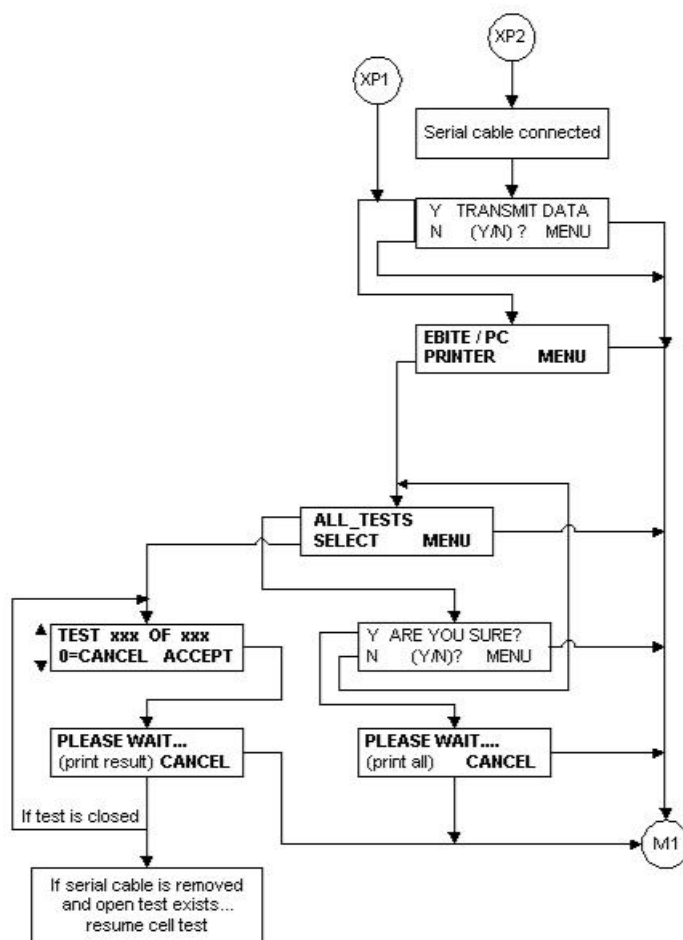 XP2
XP1
Serial cable connected
Y TRANSMIT DATA
N (Y/N) ? MENU
EBITE / PC
PRINTER MENU
ALL_TESTS
SELECT MENU
TEST xxx OF xxx
0=CANCEL ACCEPT
Y ARE YOU SURE?
N (Y/N)? MENU
PLEASE WAIT...
(print result) CANCEL
PLEASE WAIT....
(print all) CANCEL
If test is closed
M1
If serial cable is removed
and open test exists...
resume cell test